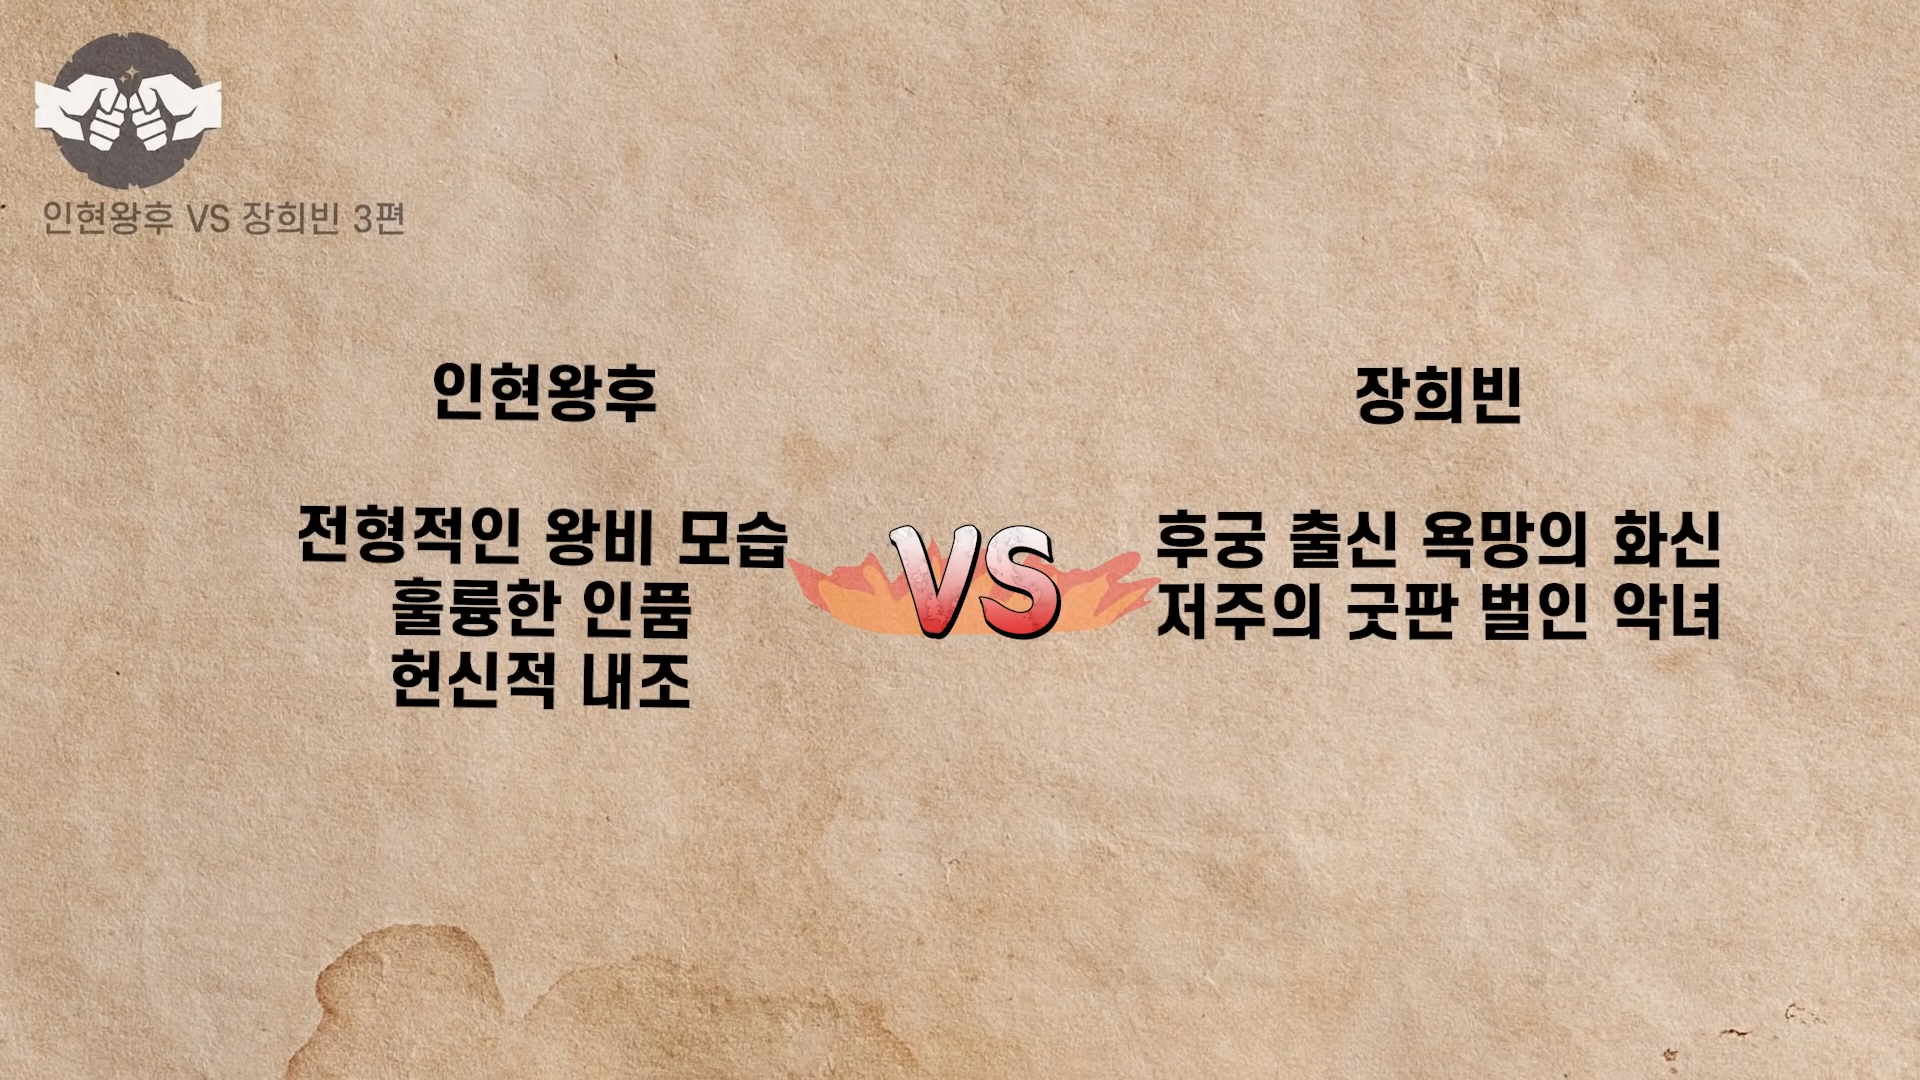 인현왕후 VS 장희빈 3편
인현왕후
전형적인 왕비 모습
훌륭한 인품
헌신적 내조
VS
장희빈
후궁 출신 욕망의 화신
저주의 굿판 벌인 악녀